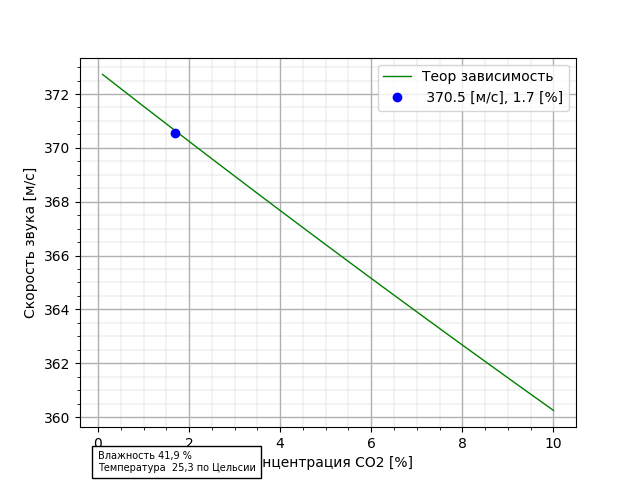 Теор зависимость
370.5 [м/с], 1.7 [%]
372
370
368
366
364
362
360
Скорость звука [м/с]
0 2 4 6 8 10
нцентрация CO2 [%]
Влажность 41,9 %
Температура  25,3 по Цельсии